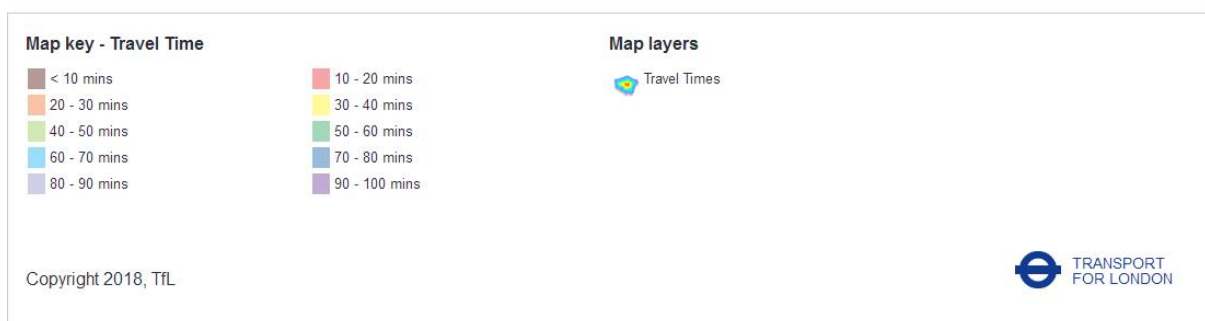 Map key - Travel Time
< 10 mins
10 - 20 mins
20 - 30 mins
30 - 40 mins
40 - 50 mins
50 - 60 mins
60 - 70 mins
70 - 80 mins
80 - 90 mins
90 - 100 mins
Map layers
Travel Times
Copyright 2018, TfL
TRANSPORT
FOR LONDON